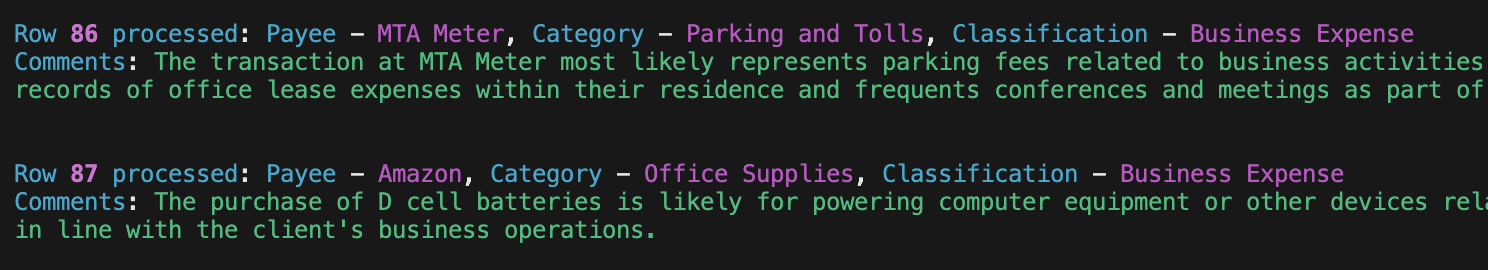 Row 86 processed: Payee – MTA Meter, Category – Parking and Tolls, Classification – Business Expense
Comments: The transaction at MTA Meter most likely represents parking fees related to business activities
records of office lease expenses within their residence and frequents conferences and meetings as part of
Row 87 processed: Payee – Amazon, Category – Office Supplies, Classification – Business Expense
Comments: The purchase of D cell batteries is likely for powering computer equipment or other devices rela
in line with the client's business operations.